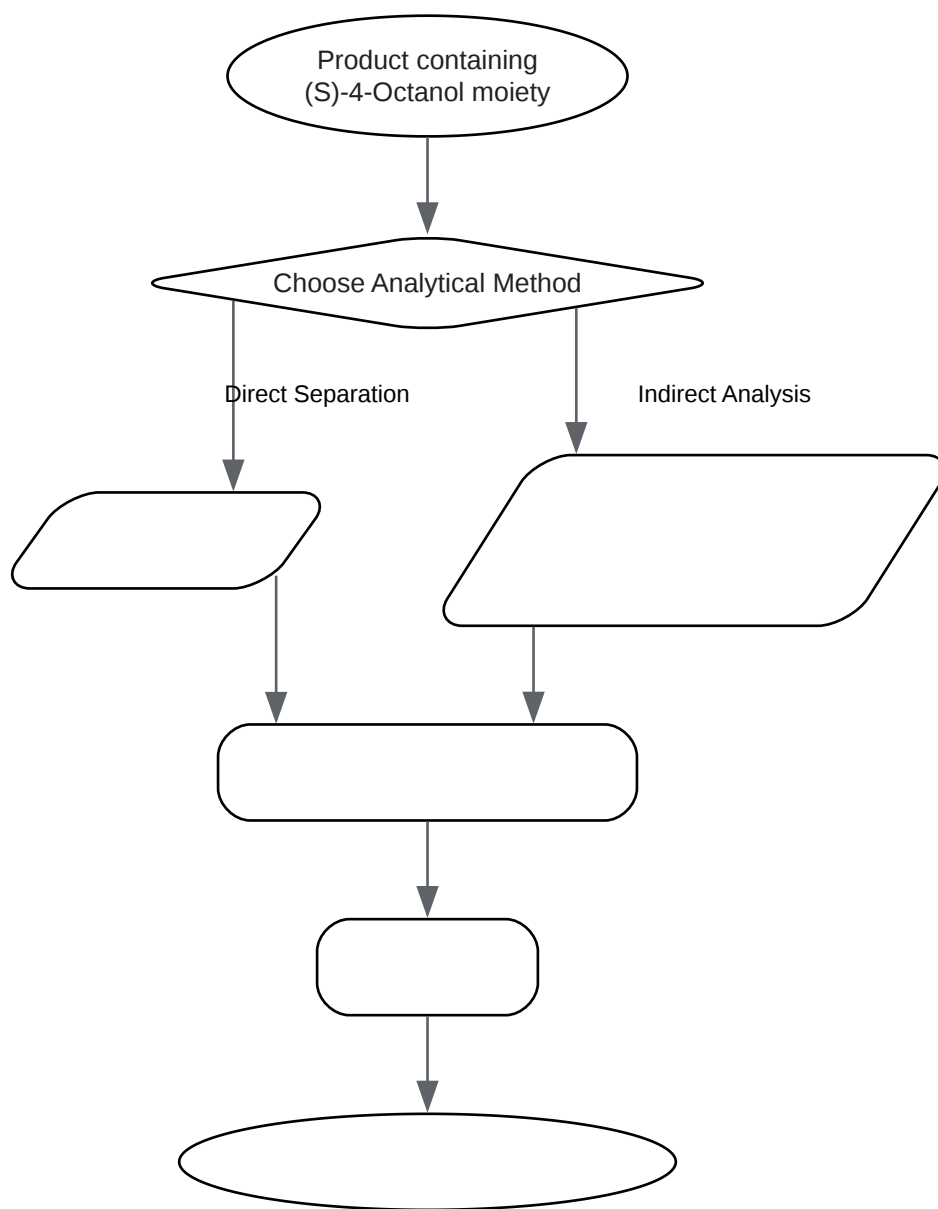 Product containing
(S)-4-Octanol moiety
Choose Analytical Method
Direct Separation
Indirect Analysis